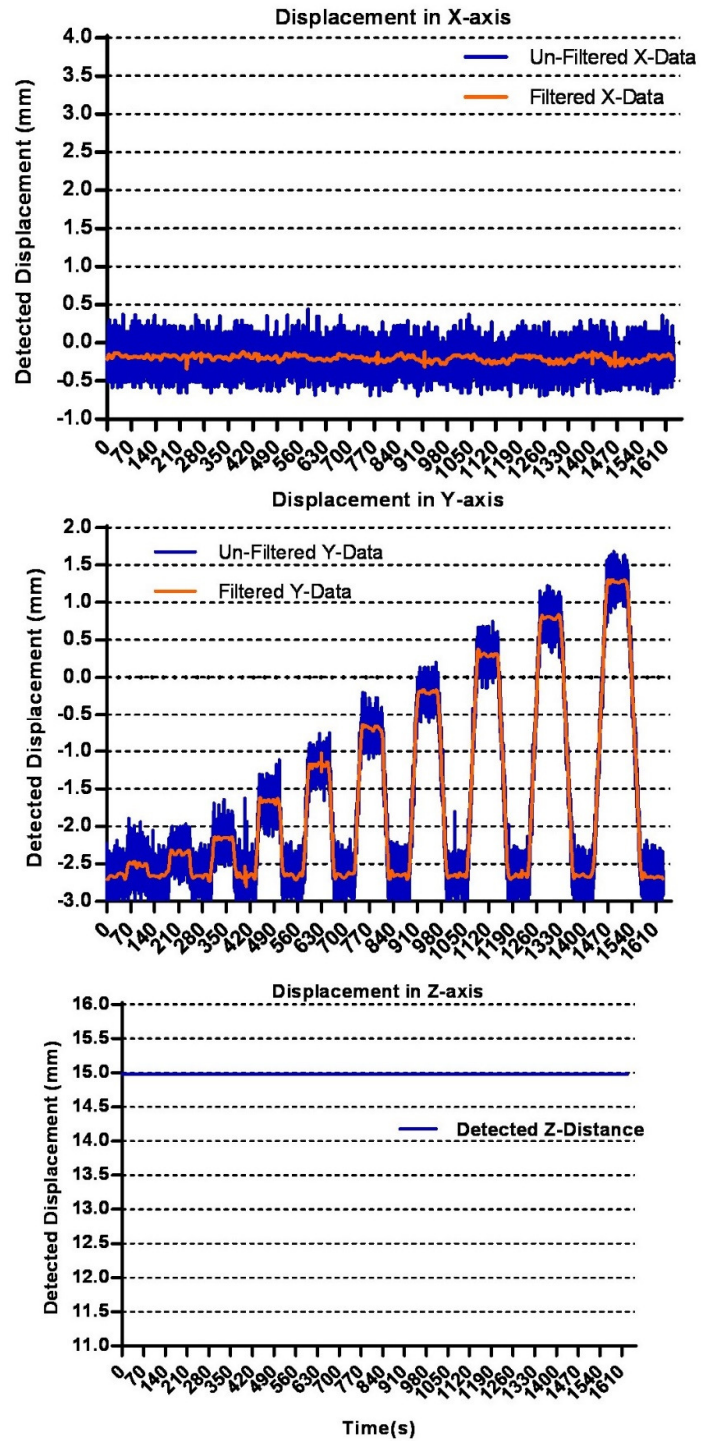 Displacement in X-axis
Detected Displacement (mm)
4.0
3.5
3.0
2.5
2.0
1.5
1.0
0.5
0.0
-0.5
-1.0
Un-Filtered X-Data
Filtered X-Data
0 70 140 210 280 350 420 490 560 630 700 770 840 910 980 1050 1120 1190 1260 1330 1400 1470 1540 1610
Displacement in Y-axis
Detected Displacement (mm)
2.0
1.5
1.0
0.5
0.0
-0.5
-1.0
-1.5
-2.0
-2.5
-3.0
Un-Filtered Y-Data
Filtered Y-Data
0 70 140 210 280 350 420 490 560 630 700 770 840 910 980 1050 1120 1190 1260 1330 1400 1470 1540 1610
Displacement in Z-axis
Detected Displacement (mm)
16.0
15.5
15.0
14.5
14.0
13.5
13.0
12.5
12.0
11.5
11.0
Detected Z-Distance
0 70 140 210 280 350 420 490 560 630 700 770 840 910 980 1050 1120 1190 1260 1330 1400 1470 1540 1610
Time(s)